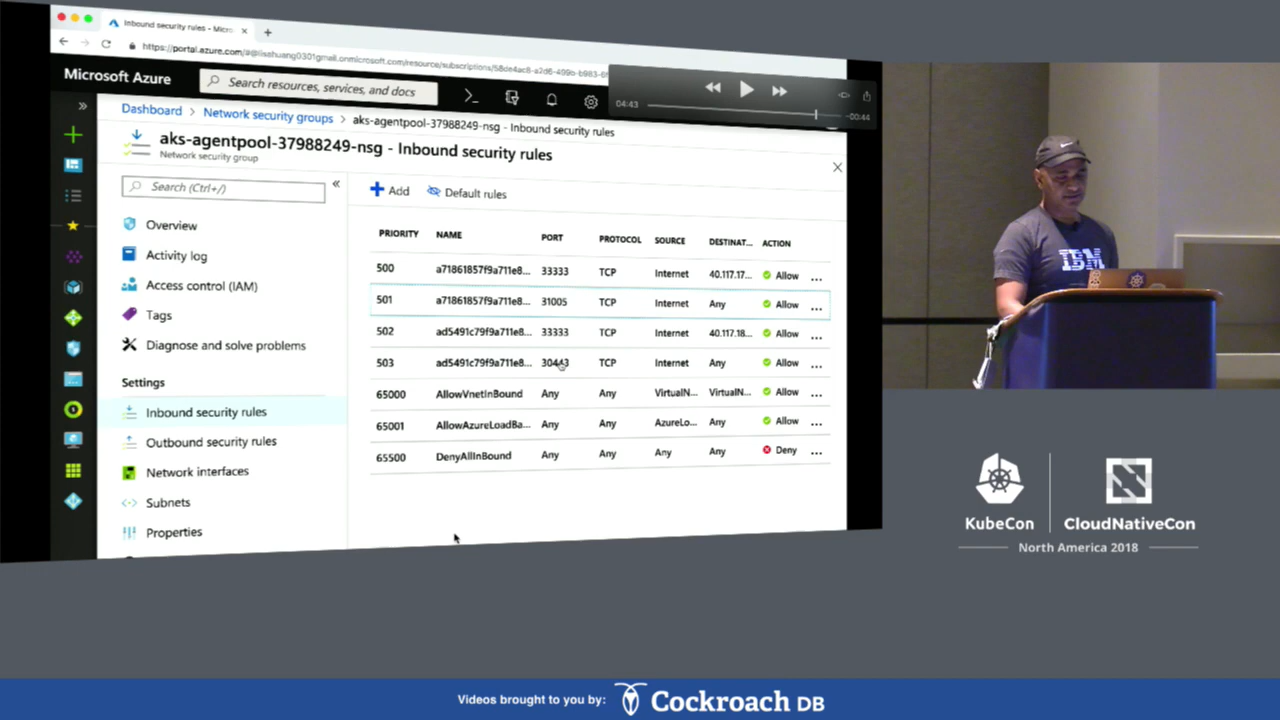 Inbound security rules - Micro
https://portal.azure.com/#@lisahuang0301gmail.onmicrosoft.com/resource/subscriptions/
Microsoft Azure
Search resources, services, and docs
04:43
-00:44
Dashboard > Network security groups > aks-agentpool-37988249-nsg - Inbound security rules
aks-agentpool-37988249-nsg - Inbound security rules
Network security group
Search (Ctrl+/)
Add Default rules
Overview
Activity log
Access control (IAM)
Tags
Diagnose and solve problems
Settings
Inbound security rules
Outbound security rules
Network interfaces
Subnets
Properties
PRIORITY NAME PORT PROTOCOL SOURCE DESTINAT... ACTION
500 a71861857f9a711e8... 33333 TCP Internet 40.117.17... Allow ...
501 a71861857f9a711e8... 31005 TCP Internet Any Allow ...
502 ad5491c79f9a711e8... 33333 TCP Internet 40.117.18... Allow ...
503 ad5491c79f9a711e8... 30443 TCP Internet Any Allow ...
65000 AllowVnetInBound Any Any VirtualN... VirtualN... Allow ...
65001 AllowAzureLoadBa... Any Any AzureLo... Any Allow ...
65500 DenyAllInBound Any Any Any Any Deny ...
IBM
KubeCon
CloudNativeCon
North America 2018
Videos brought to you by: Cockroach DB